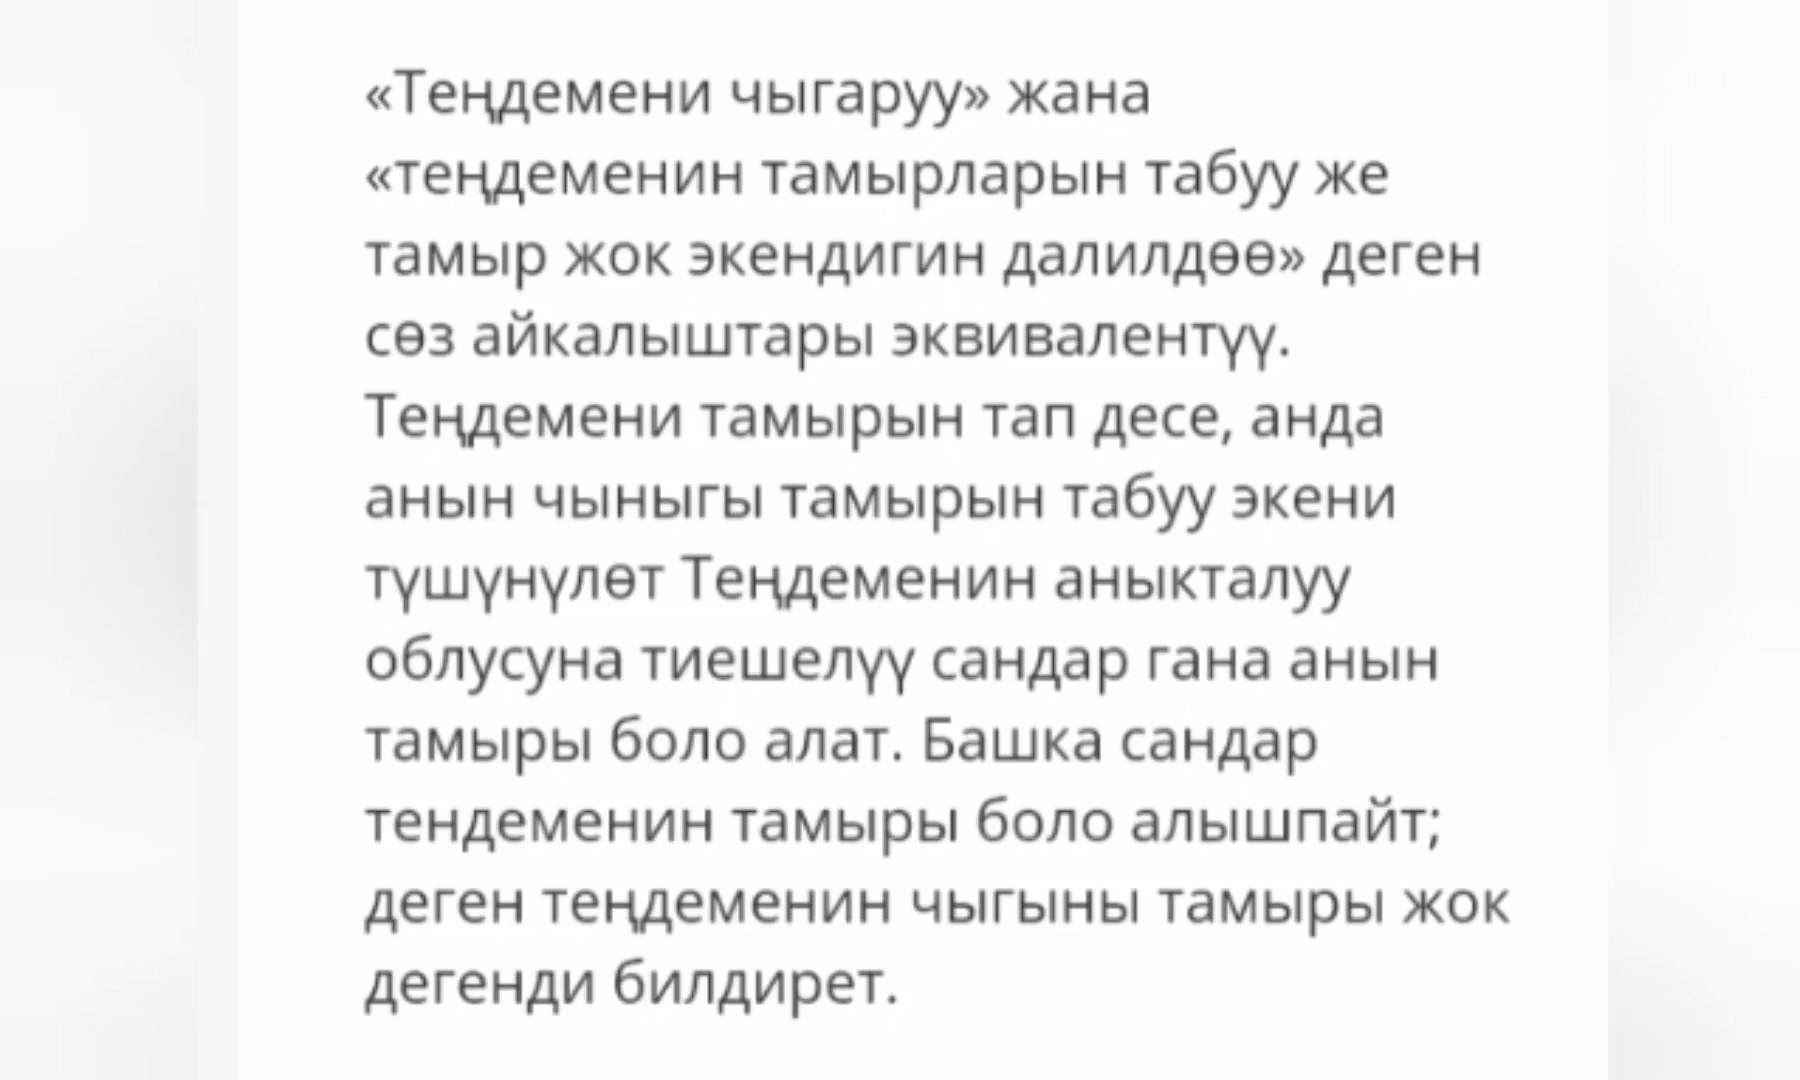 «Теңдемени чыгаруу» жана
«теңдеменин тамырларын табуу же
тамыр жок экендигин далилдөө» деген
сөз айкалыштары эквивалентүү.
Теңдемени тамырын тап десе, анда
анын чыныгы тамырын табуу экени
түшүнүлөт Теңдеменин аныкталуу
облусуна тиешелүү сандар гана анын
тамыры боло алат. Башка сандар
тендеменин тамыры боло алышпайт;
деген теңдеменин чыгыны тамыры жок
дегенди билдирет.